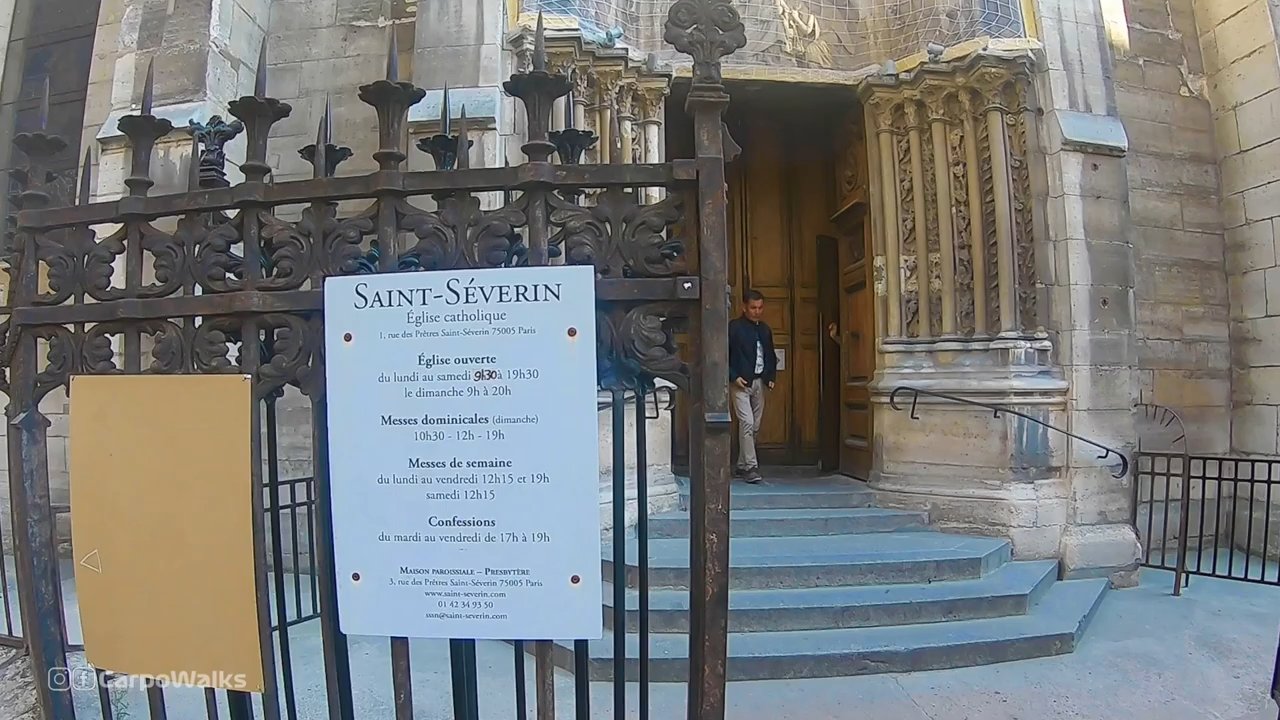 SAINT-SÉVERIN
Église catholique
1, rue des Prêtres Saint-Séverin 75005 Paris
Église ouverte
du lundi au samedi 9h30 à 19h30
le dimanche 9h à 20h
Messes dominicales (dimanche)
10h30 - 12h - 19h
Messes de semaine
du lundi au vendredi 12h15 et 19h
samedi 12h15
Confessions
du mardi au vendredi de 17h à 19h
MAISON PAROISSIALE – PRESBYTÈRE
3, rue des Prêtres Saint-Séverin 75005 Paris
www.saint-severin.com
01 42 34 93 50
CarpoWalks